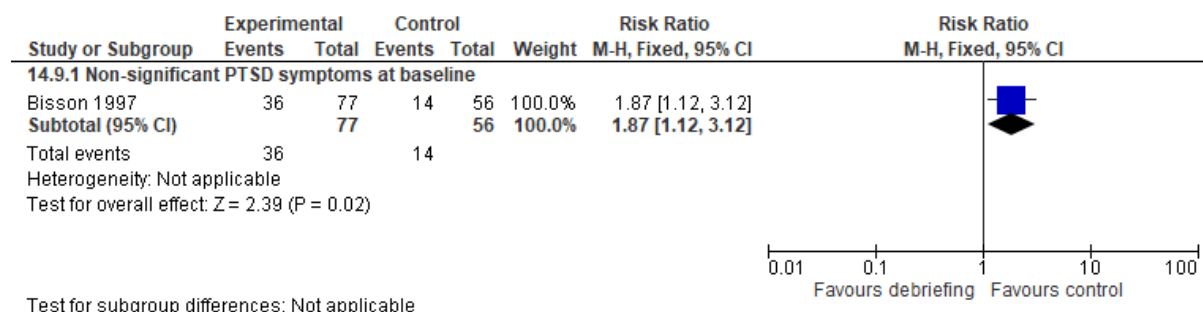 Experimental Control Risk Ratio Risk Ratio
Study or Subgroup Events Total Events Total Weight M-H, Fixed, 95% CI M-H, Fixed, 95% CI
14.9.1 Non-significant PTSD symptoms at baseline
Bisson 1997 36 77 14 56 100.0% 1.87 [1.12, 3.12]
Subtotal (95% CI) 77 56 100.0% 1.87 [1.12, 3.12]
Total events 36 14
Heterogeneity: Not applicable
Test for overall effect: Z = 2.39 (P = 0.02)
0.01 0.1 1 10 100
Favours debriefing Favours control
Test for subgroup differences: Not applicable